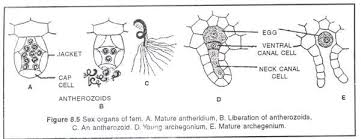 JACKET
CAP
CELL
ANTHEROZOIDS
EGG
VENTRAL
CANAL CELL
NECK CANAL
CELL
A
B
C
D
E
Figure 8.5 Sex organs of fern. A. Mature antheridium, B. Liberation of antherozoids,
C. An antherozoid. D. Young archegonium, E. Mature archegonium.